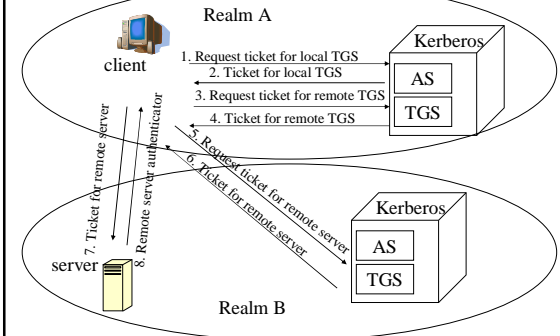 Realm A
client
Kerberos
AS
TGS
1. Request ticket for local TGS
2. Ticket for local TGS
3. Request ticket for remote TGS
4. Ticket for remote TGS
5. Request ticket for remote server
6. Ticket for remote server
7. Ticket for remote server
8. Remote server authenticator
server
Kerberos
AS
TGS
Realm B